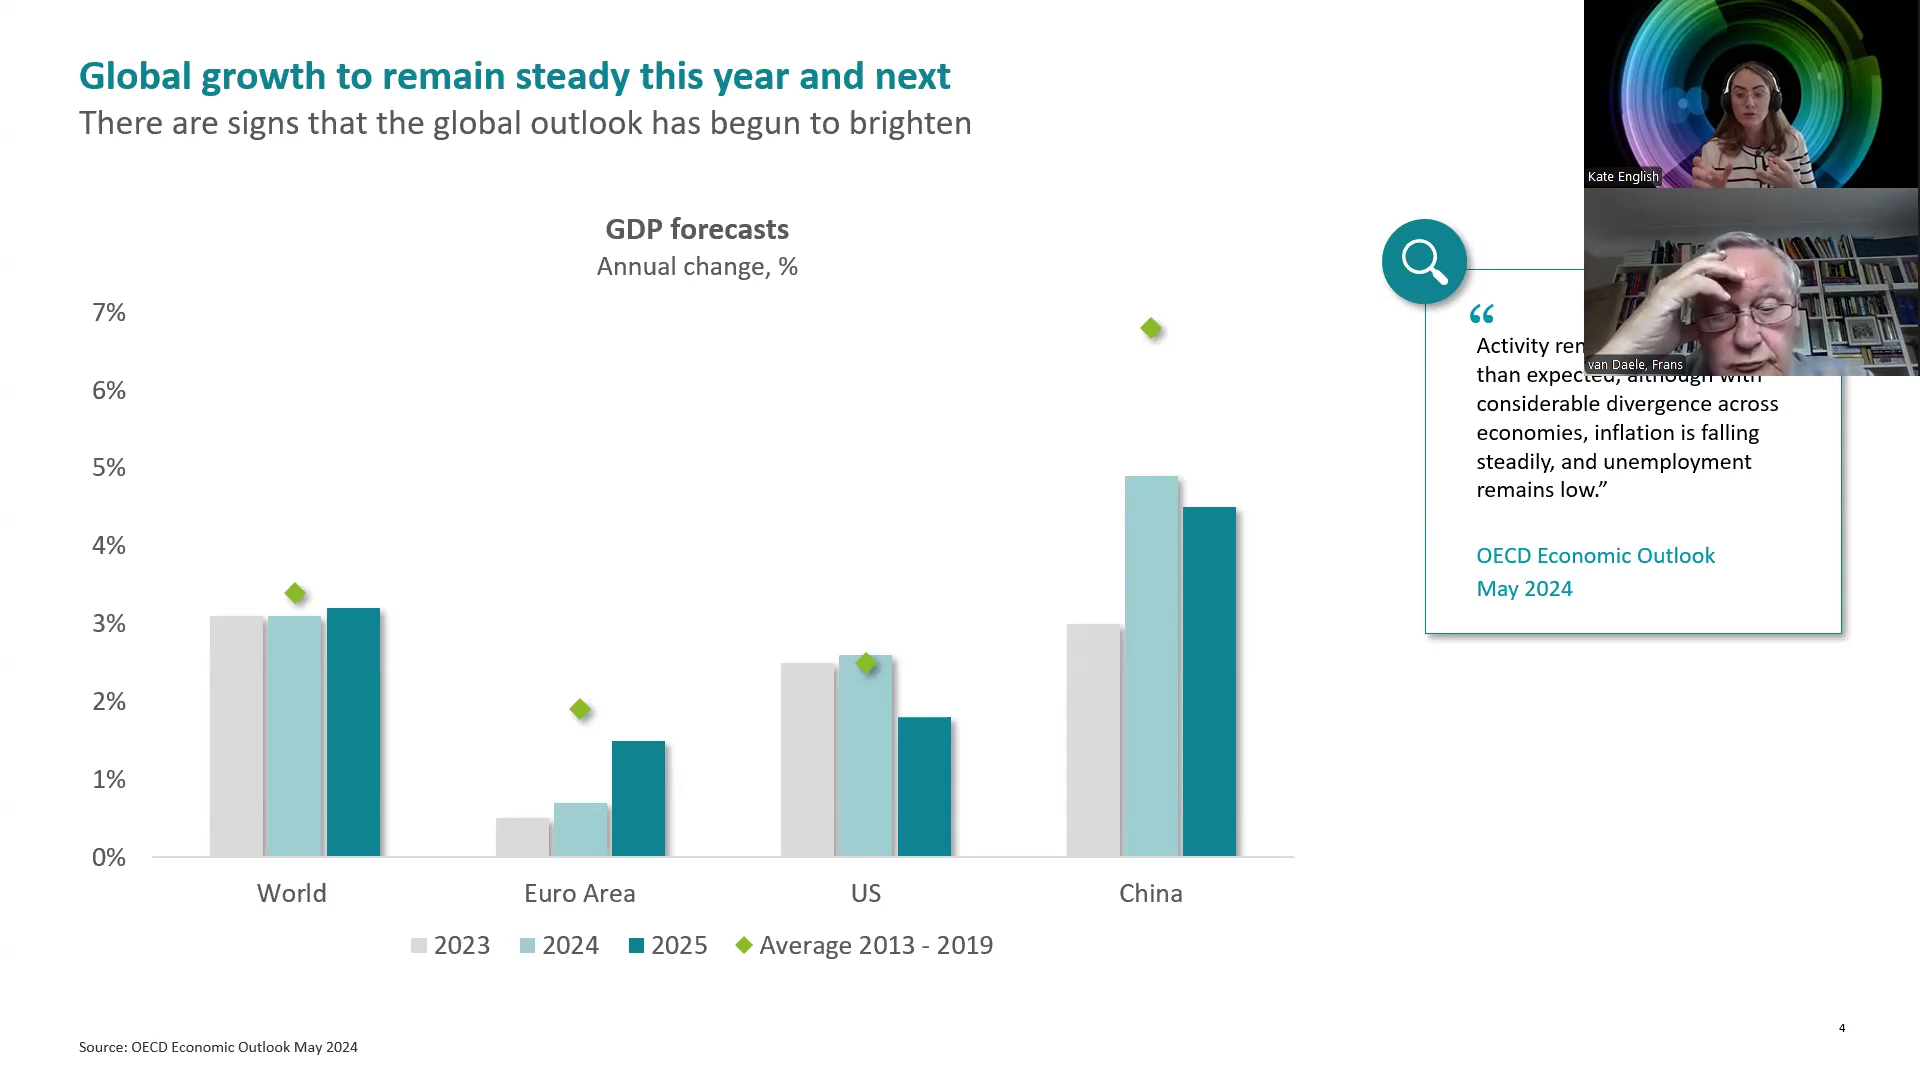 Global growth to remain steady this year and next
There are signs that the global outlook has begun to brighten
Kate English
van Daele, Frans
GDP forecasts
Annual change, %
7%
6%
5%
4%
3%
2%
1%
0%
World
Euro Area
US
China
2023
2024
2025
Average 2013 - 2019
“
Activity
than expected, although with
considerable divergence across
economies, inflation is falling
steadily, and unemployment
remains low.”
OECD Economic Outlook
May 2024
4
Source: OECD Economic Outlook May 2024